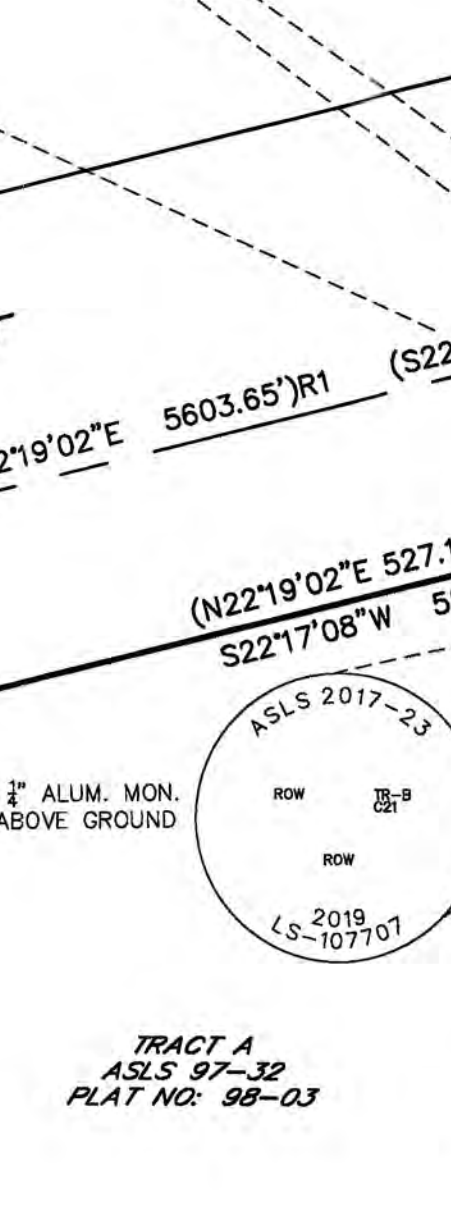 (S22
2°19'02"E 5603.65')R1
(N22°19'02"E 527.1
S22°17'08"W 5
ASLS 2017-23
1/4" ALUM. MON.
ABOVE GROUND
ROW
TR-B
C21
ROW
2019
LS-107707
TRACT A
ASLS 97-32
PLAT NO: 98-03